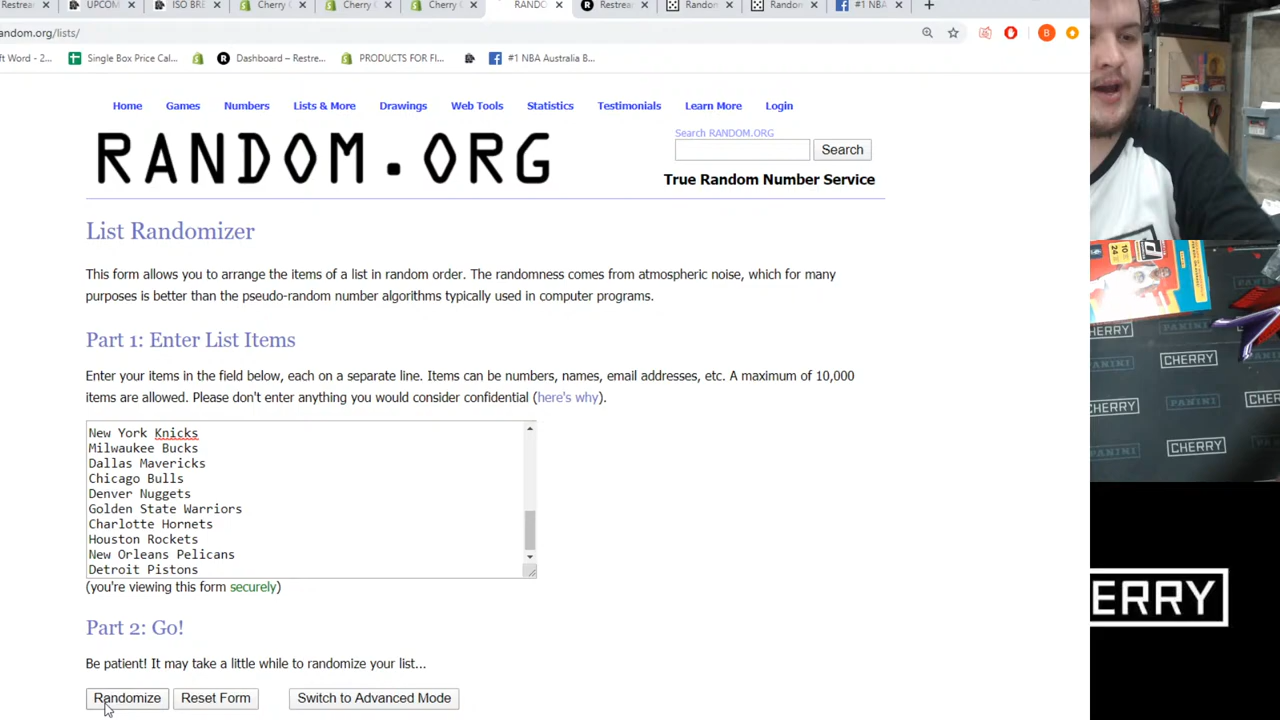 UPCOM
ISO BRE
Cherry C
Cherry C
Cherry C
RANDO
Restrea
Random
Random
#1 NBA
andom.org/lists/
B
ft Word - 2...
Single Box Price Cal...
Dashboard – Restre...
PRODUCTS FOR FI...
#1 NBA Australia B...
Home Games Numbers Lists & More Drawings Web Tools Statistics Testimonials Learn More Login
RANDOM.ORG
Search RANDOM.ORG
Search
True Random Number Service
List Randomizer
This form allows you to arrange the items of a list in random order. The randomness comes from atmospheric noise, which for many
purposes is better than the pseudo-random number algorithms typically used in computer programs.
Part 1: Enter List Items
Enter your items in the field below, each on a separate line. Items can be numbers, names, email addresses, etc. A maximum of 10,000
items are allowed. Please don't enter anything you would consider confidential (here's why).
New York Knicks
Milwaukee Bucks
Dallas Mavericks
Chicago Bulls
Denver Nuggets
Golden State Warriors
Charlotte Hornets
Houston Rockets
New Orleans Pelicans
Detroit Pistons
(you're viewing this form securely)
Part 2: Go!
Be patient! It may take a little while to randomize your list...
Randomize Reset Form Switch to Advanced Mode
10
24
CHERRY
PANINI
CHERRY
PANINI
CHERRY
CHERRY
ERRY